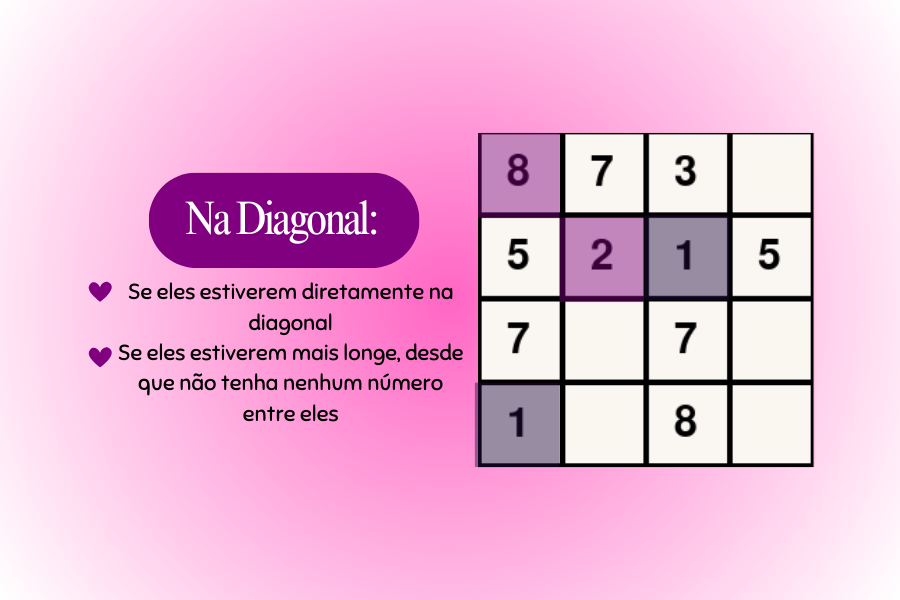 Na Diagonal:
Se eles estiverem diretamente na
diagonal
Se eles estiverem mais longe, desde
que não tenha nenhum número
entre eles
8 7 3
5 2 1 5
7 7
1 8